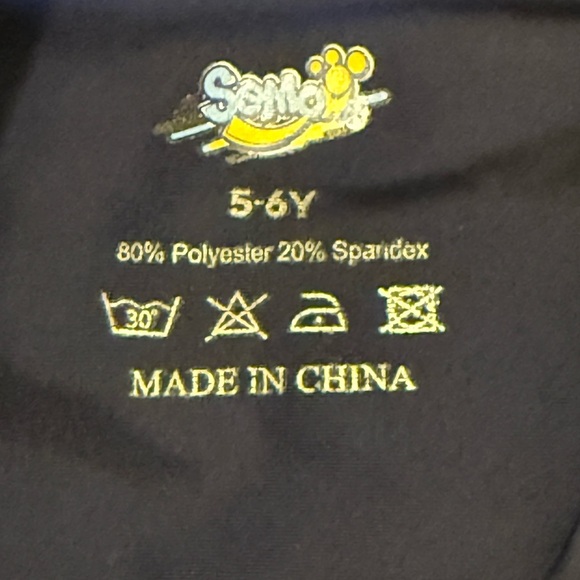 5-6Y
80% Polyester 20% Spandex
30°
MADE IN CHINA